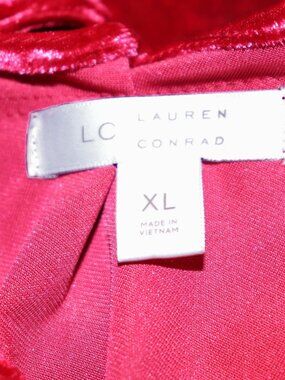 LC LAUREN
CONRAD
XL
MADE IN
VIETNAM